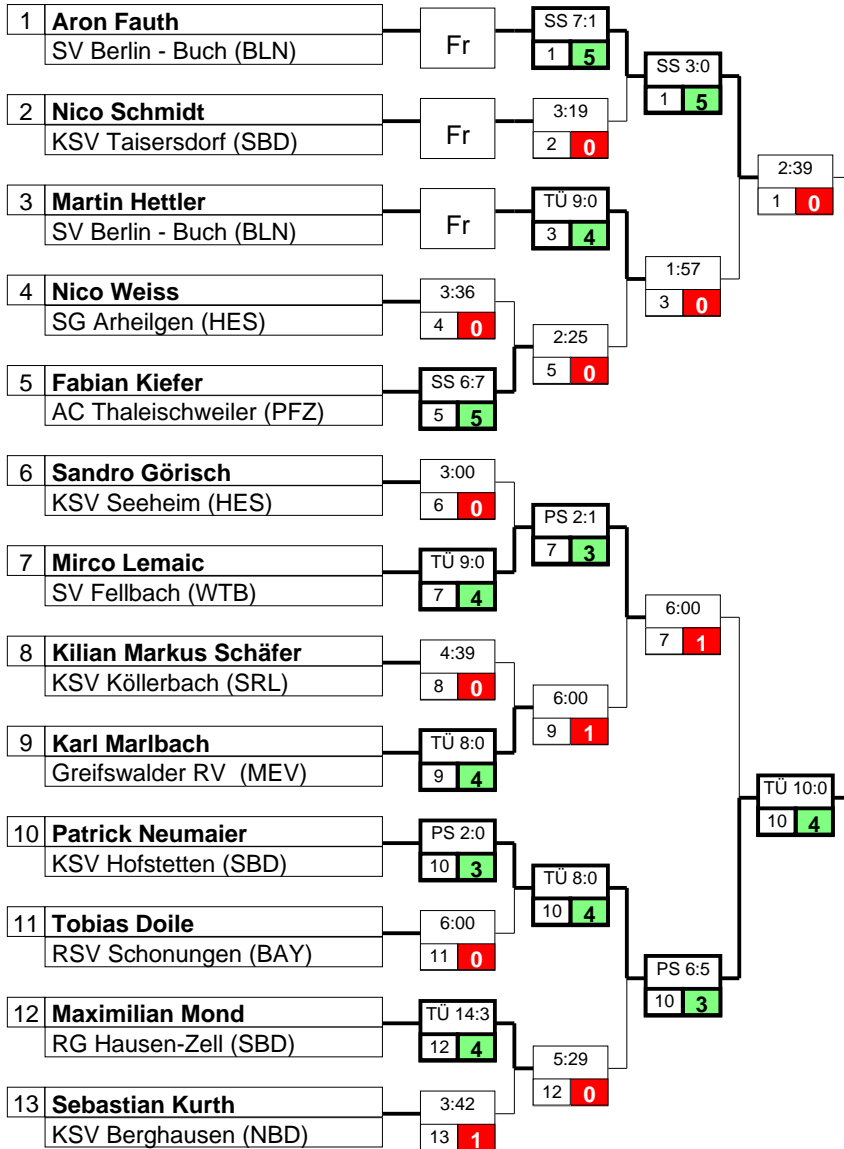 1 Aron Fauth
SV Berlin - Buch (BLN)
Fr
SS 7:1
1 5
SS 3:0
1 5
2 Nico Schmidt
KSV Taisersdorf (SBD)
Fr
3:19
2 0
2:39
1 0
3 Martin Hettler
SV Berlin - Buch (BLN)
Fr
TÜ 9:0
3 4
1:57
3 0
4 Nico Weiss
SG Arheilgen (HES)
3:36
4 0
2:25
5 0
5 Fabian Kiefer
AC Thaleischweiler (PFZ)
SS 6:7
5 5
6 Sandro Görisch
KSV Seeheim (HES)
3:00
6 0
PS 2:1
7 3
7 Mirco Lemaic
SV Fellbach (WTB)
TÜ 9:0
7 4
6:00
7 1
8 Kilian Markus Schäfer
KSV Köllerbach (SRL)
4:39
8 0
6:00
9 1
9 Karl Marlbach
Greifswalder RV (MEV)
TÜ 8:0
9 4
TÜ 10:0
10 4
10 Patrick Neumaier
KSV Hofstetten (SBD)
PS 2:0
10 3
TÜ 8:0
10 4
11 Tobias Doile
RSV Schonungen (BAY)
6:00
11 0
PS 6:5
10 3
12 Maximilian Mond
RG Hausen-Zell (SBD)
TÜ 14:3
12 4
5:29
12 0
13 Sebastian Kurth
KSV Berghausen (NBD)
3:42
13 1